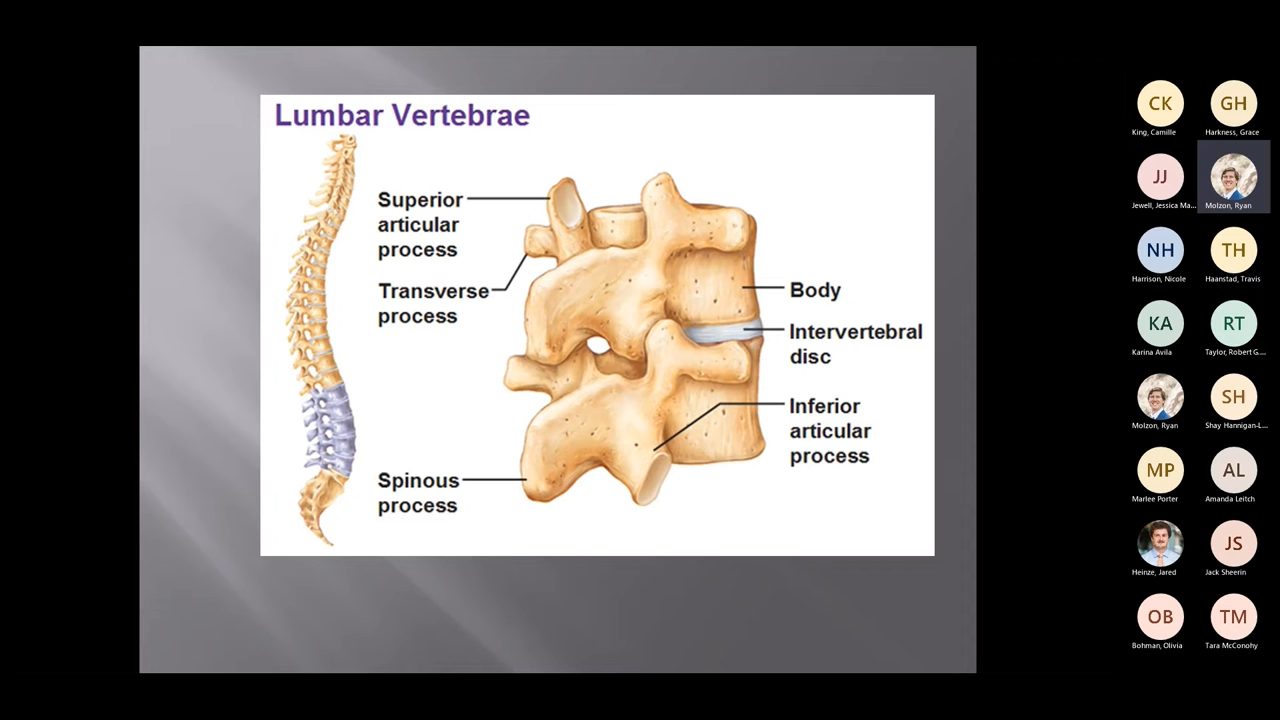 Lumbar Vertebrae
Superior
articular
process
Transverse
process
Spinous
process
Body
Intervertebral
disc
Inferior
articular
process
CK
King, Camille
GH
Harkness, Grace
JJ
Jewell, Jessica Ma...
Molzon, Ryan
NH
Harrison, Nicole
TH
Haanstad, Travis
KA
Karina Avila
RT
Taylor, Robert G....
Molzon, Ryan
SH
Shay Hannigan-L...
MP
Marlee Porter
AL
Amanda Leitch
Heinze, Jared
JS
Jack Sheerin
OB
Bohman, Olivia
TM
Tara McConohy